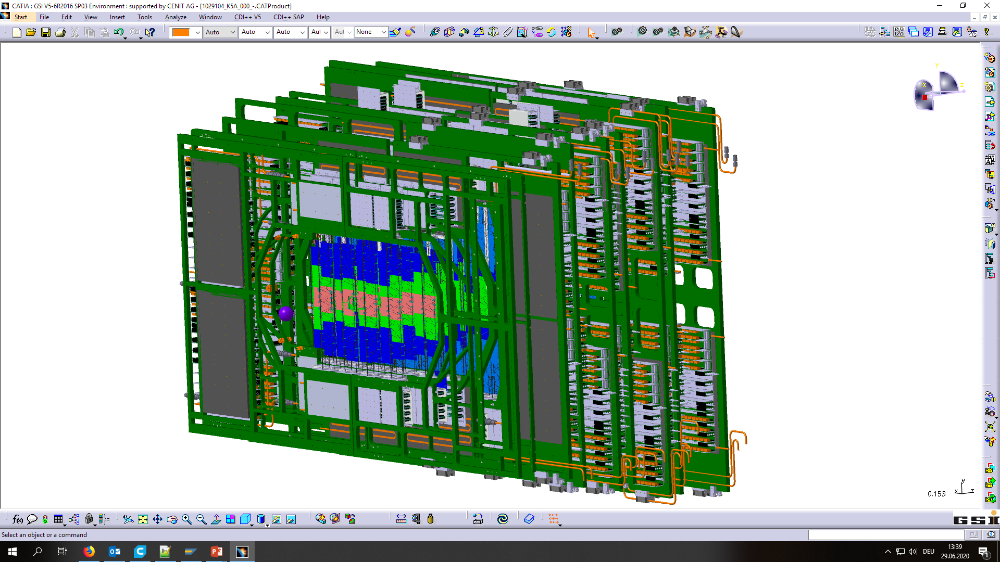 CATIA : GSI V5-6R2016 SP03 Environment : supported by CENIT AG - [1029104_K5A_000_-.CATProduct]
Start File Edit View Insert Tools Analyze Window CDI++ V5 CDI++ SAP Help
Auto Auto Auto Aut Aut None
y
z
x
y
x z
0,153
GSI
Select an object or a command
DEU
13:39
29.06.2020
1